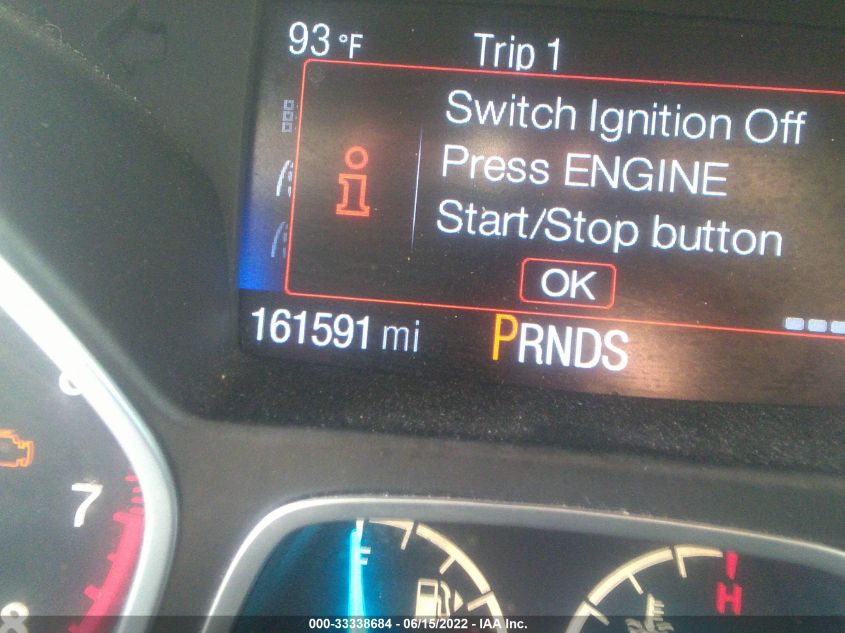 93 °F
Trip 1
Switch Ignition Off
Press ENGINE
Start/Stop button
OK
161591 mi
PRNDS
7
8
F
H
000-33338684 - 06/15/2022 - IAA Inc.